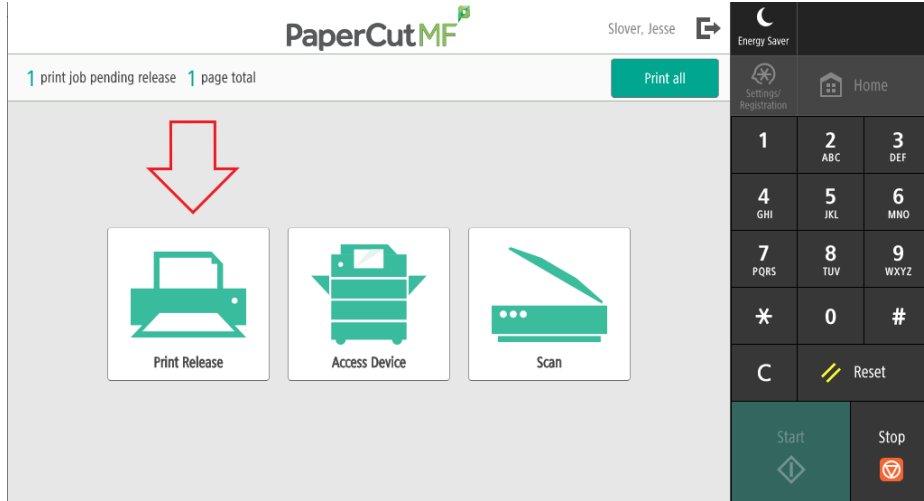 PaperCutMF
Slover, Jesse
Energy Saver
1 print job pending release 1 page total
Print all
Settings/
Registration
Home
1
2
ABC
3
DEF
4
GHI
5
JKL
6
MNO
7
PQRS
8
TUV
9
WXYZ
0
#
C
Reset
Print Release
Access Device
Scan
Start
Stop